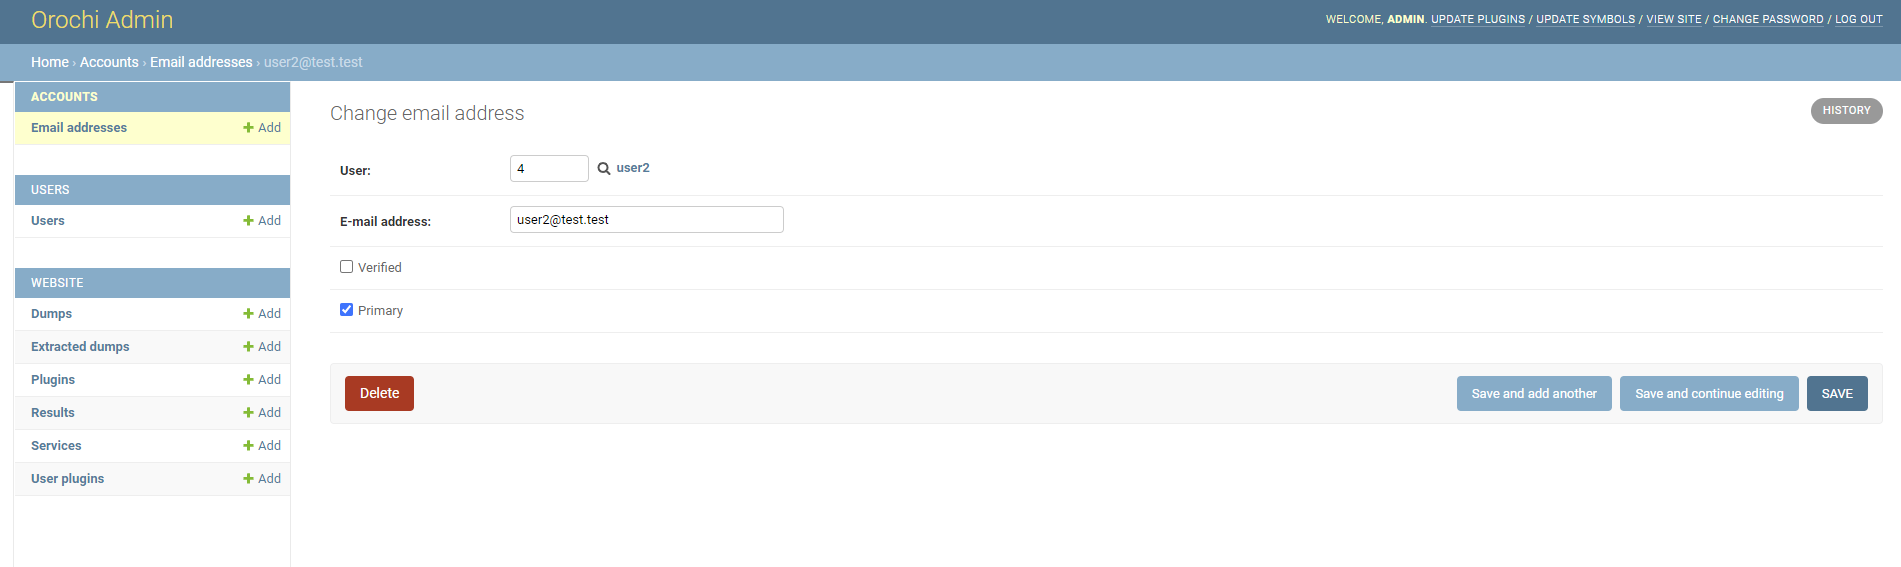 Orochi Admin
WELCOME, ADMIN. UPDATE PLUGINS / UPDATE SYMBOLS / VIEW SITE / CHANGE PASSWORD / LOG OUT
Home › Accounts › Email addresses › user2@test.test
ACCOUNTS
Email addresses + Add
USERS
Users + Add
WEBSITE
Dumps + Add
Extracted dumps + Add
Plugins + Add
Results + Add
Services + Add
User plugins + Add
Change email address
HISTORY
User: 4 user2
E-mail address: user2@test.test
Verified
Primary
Delete
Save and add another
Save and continue editing
SAVE